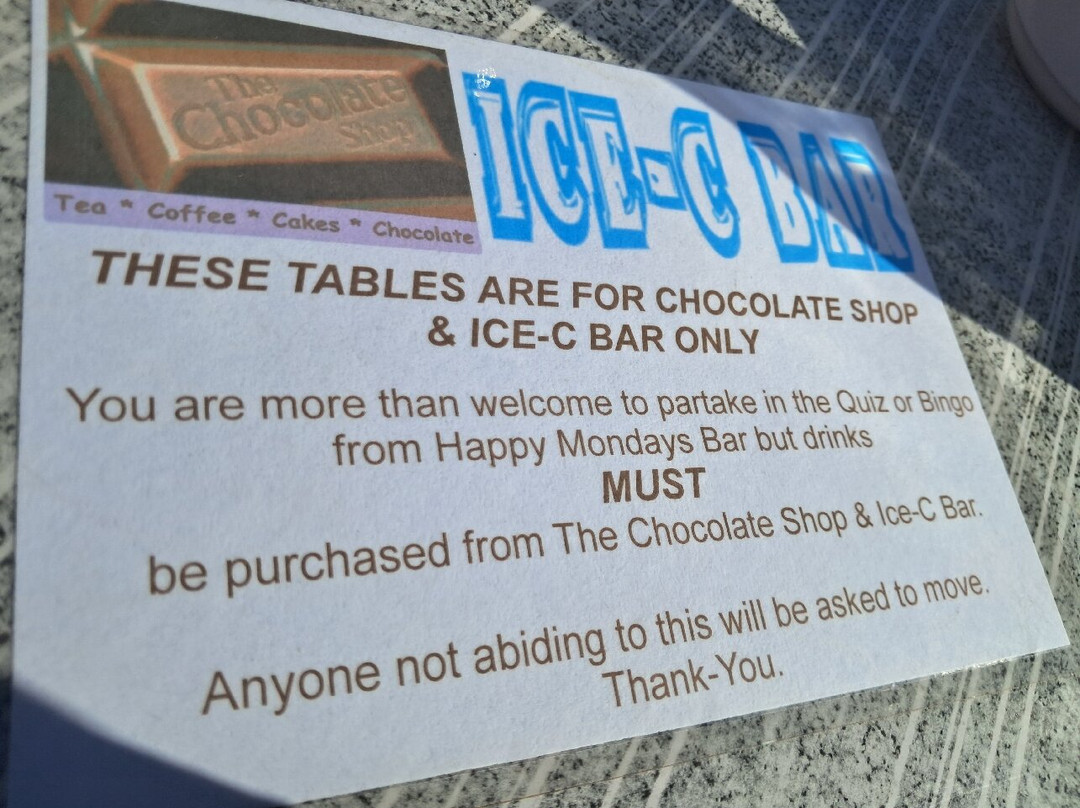 The
Chocolate
Shop
Tea * Coffee * Cakes * Chocolate
ICE-C BAR
THESE TABLES ARE FOR CHOCOLATE SHOP
& ICE-C BAR ONLY
You are more than welcome to partake in the Quiz or Bingo
from Happy Mondays Bar but drinks
MUST
be purchased from The Chocolate Shop & Ice-C Bar.
Anyone not abiding to this will be asked to move.
Thank-You.